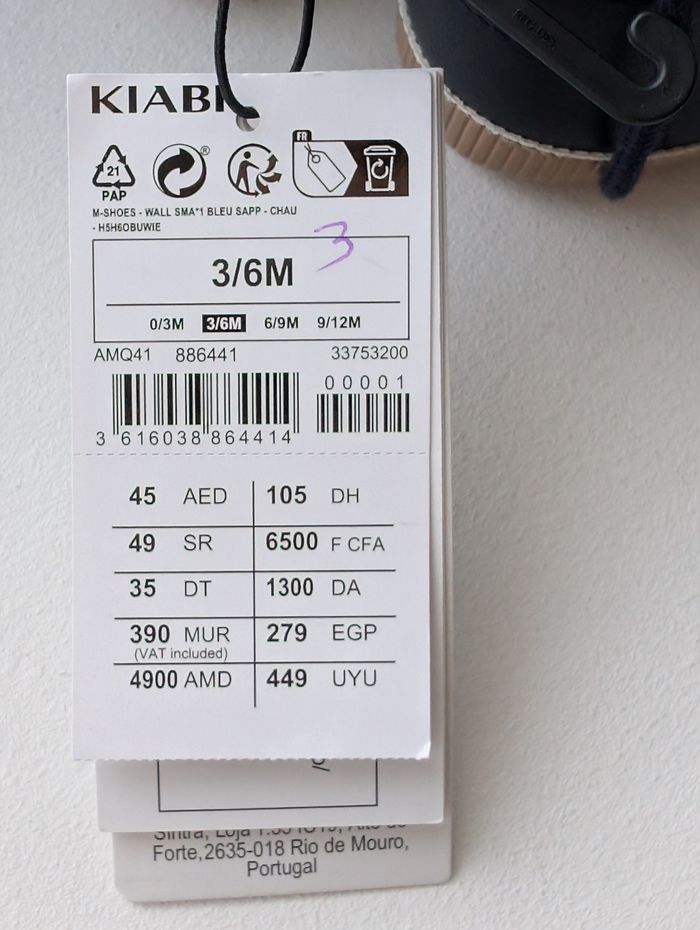 KIABI
FR
21
PAP
®
M-SHOES - WALL SMA*1 BLEU SAPP - CHAU
- H5H6OBUWIE
3
3/6M
0/3M 3/6M 6/9M 9/12M
AMQ41 886441 33753200
00001
3 616038 864414
45 AED 105 DH
49 SR 6500 F CFA
35 DT 1300 DA
390 MUR 279 EGP
(VAT included)
4900 AMD 449 UYU
Forte,2635-018 Rio de Mouro,
Portugal